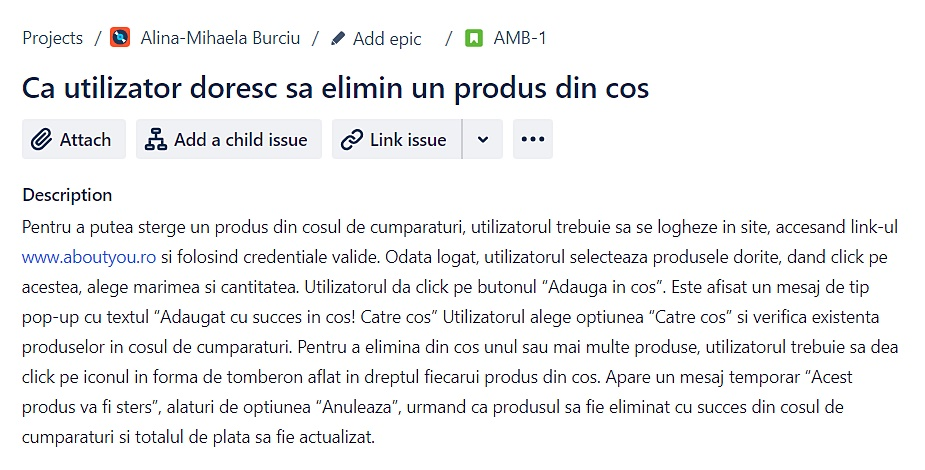 Projects / Alina-Mihaela Burciu / Add epic / AMB-1
Ca utilizator doresc sa elimin un produs din cos
Attach Add a child issue Link issue
Description
Pentru a putea sterge un produs din cosul de cumparaturi, utilizatorul trebuie sa se logheze in site, accesand link-ul
www.aboutyou.ro si folosind credentiale valide. Odata logat, utilizatorul selecteaza produsele dorite, dand click pe
acestea, alege marimea si cantitatea. Utilizatorul da click pe butonul “Adauga in cos”. Este afisat un mesaj de tip
pop-up cu textul “Adaugat cu succes in cos! Catre cos” Utilizatorul alege optiunea “Catre cos” si verifica existenta
produselor in cosul de cumparaturi. Pentru a elimina din cos unul sau mai multe produse, utilizatorul trebuie sa dea
click pe iconul in forma de tomberon aflat in dreptul fiecarui produs din cos. Apare un mesaj temporar “Acest
produs va fi sters”, alaturi de optiunea “Anuleaza”, urmand ca produsul sa fie eliminat cu succes din cosul de
cumparaturi si totalul de plata sa fie actualizat.